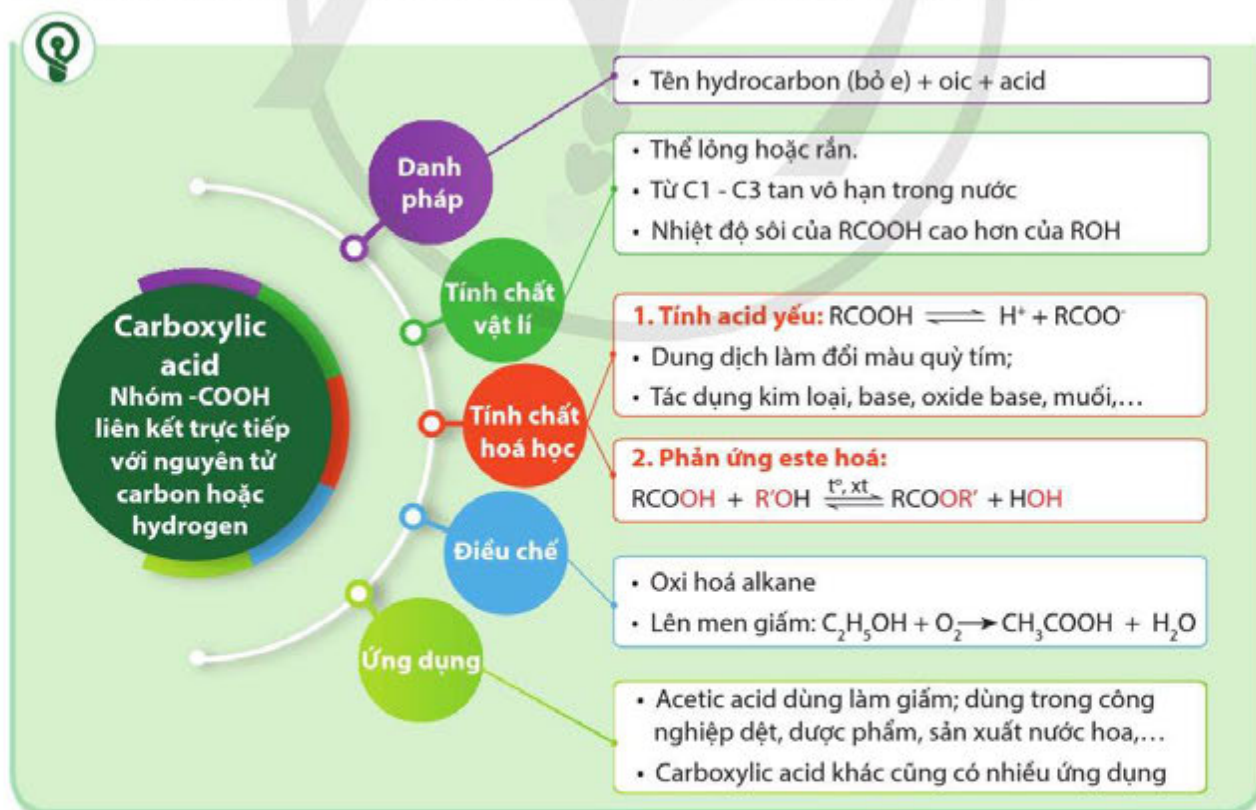 Carboxylic
acid
Nhóm -COOH
liên kết trực tiếp
với nguyên tử
carbon hoặc
hydrogen
Danh
pháp
• Tên hydrocarbon (bỏ e) + oic + acid
Tính chất
vật lí
• Thể lỏng hoặc rắn.
• Từ C1 - C3 tan vô hạn trong nước
• Nhiệt độ sôi của RCOOH cao hơn của ROH
Tính chất
hoá học
1. Tính acid yếu: RCOOH ⇌ H⁺ + RCOO⁻
• Dung dịch làm đổi màu quỳ tím;
• Tác dụng kim loại, base, oxide base, muối,...
2. Phản ứng este hoá:
t°, xt
RCOOH + R'OH ⇌ RCOOR' + HOH
Điều chế
• Oxi hoá alkane
• Lên men giấm: C₂H₅OH + O₂ → CH₃COOH + H₂O
Ứng dụng
• Acetic acid dùng làm giấm; dùng trong công
nghiệp dệt, dược phẩm, sản xuất nước hoa,...
• Carboxylic acid khác cũng có nhiều ứng dụng